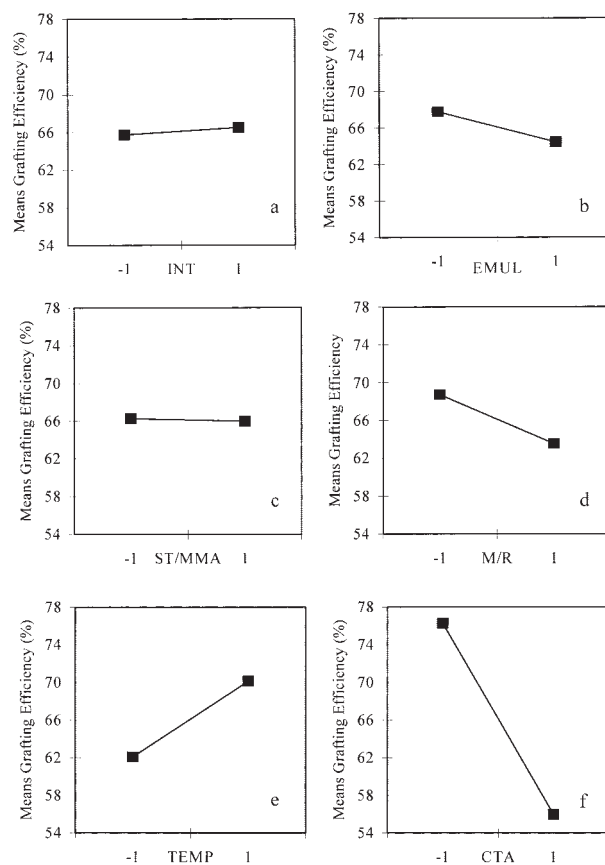 Means Grafting Efficiency (%)
78
74
70
66
62
58
54
a
-1 INT 1
Means Grafting Efficiency (%)
78
74
70
66
62
58
54
b
-1 EMUL 1
Means Grafting Efficiency (%)
78
74
70
66
62
58
54
c
-1 ST/MMA 1
Means Grafting Efficiency
78
74
70
66
62
58
54
d
-1 M/R 1
Means Grafting Efficiency (%)
78
74
70
66
62
58
54
e
-1 TEMP 1
Means Grafting Efficiency (%)
78
74
70
66
62
58
54
f
-1 CTA 1